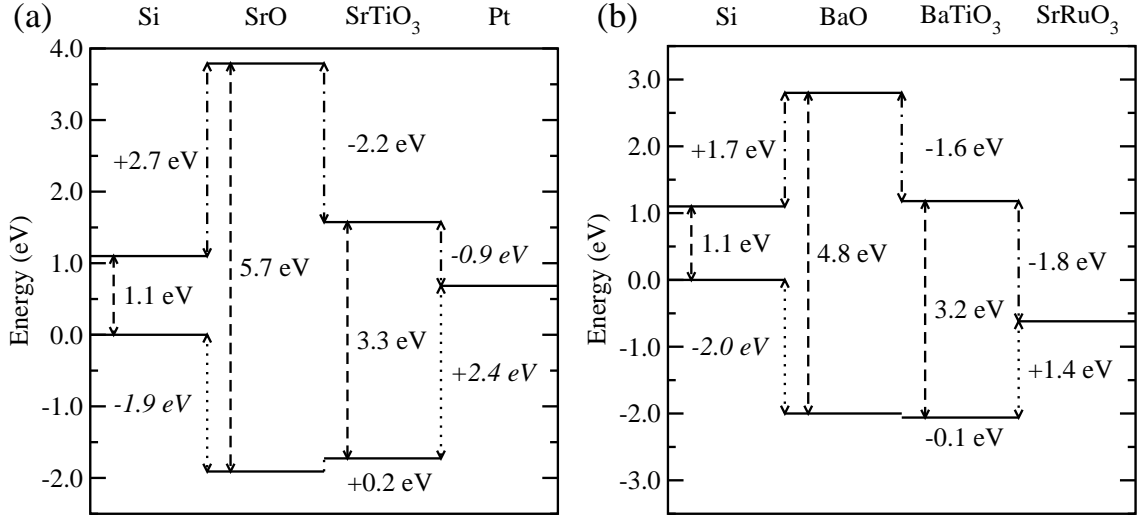 (a) Si SrO SrTiO3 Pt
4.0
3.0
2.0
1.0
0.0
-1.0
-2.0
Energy (eV)
+2.7 eV
-2.2 eV
5.7 eV
-0.9 eV
1.1 eV
3.3 eV
+2.4 eV
-1.9 eV
+0.2 eV
(b) Si BaO BaTiO3 SrRuO3
3.0
2.0
1.0
0.0
-1.0
-2.0
-3.0
Energy (eV)
+1.7 eV
-1.6 eV
1.1 eV
4.8 eV
-1.8 eV
3.2 eV
-2.0 eV
+1.4 eV
-0.1 eV